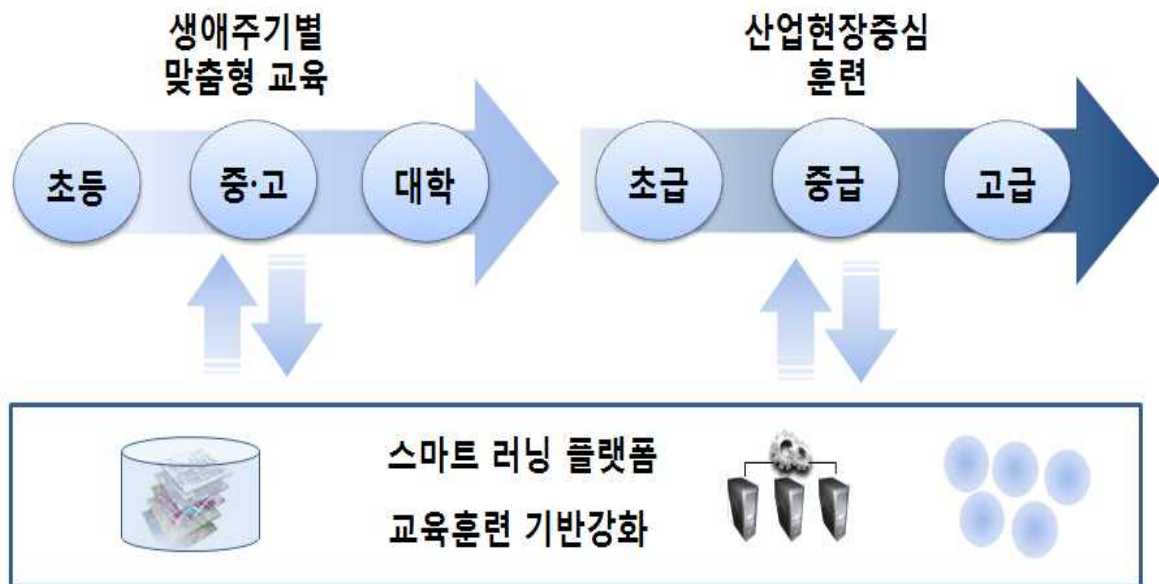 생애주기별
맞춤형 교육
산업현장중심
훈련
초등
중·고
대학
초급
중급
고급
스마트 러닝 플랫폼
교육훈련 기반강화